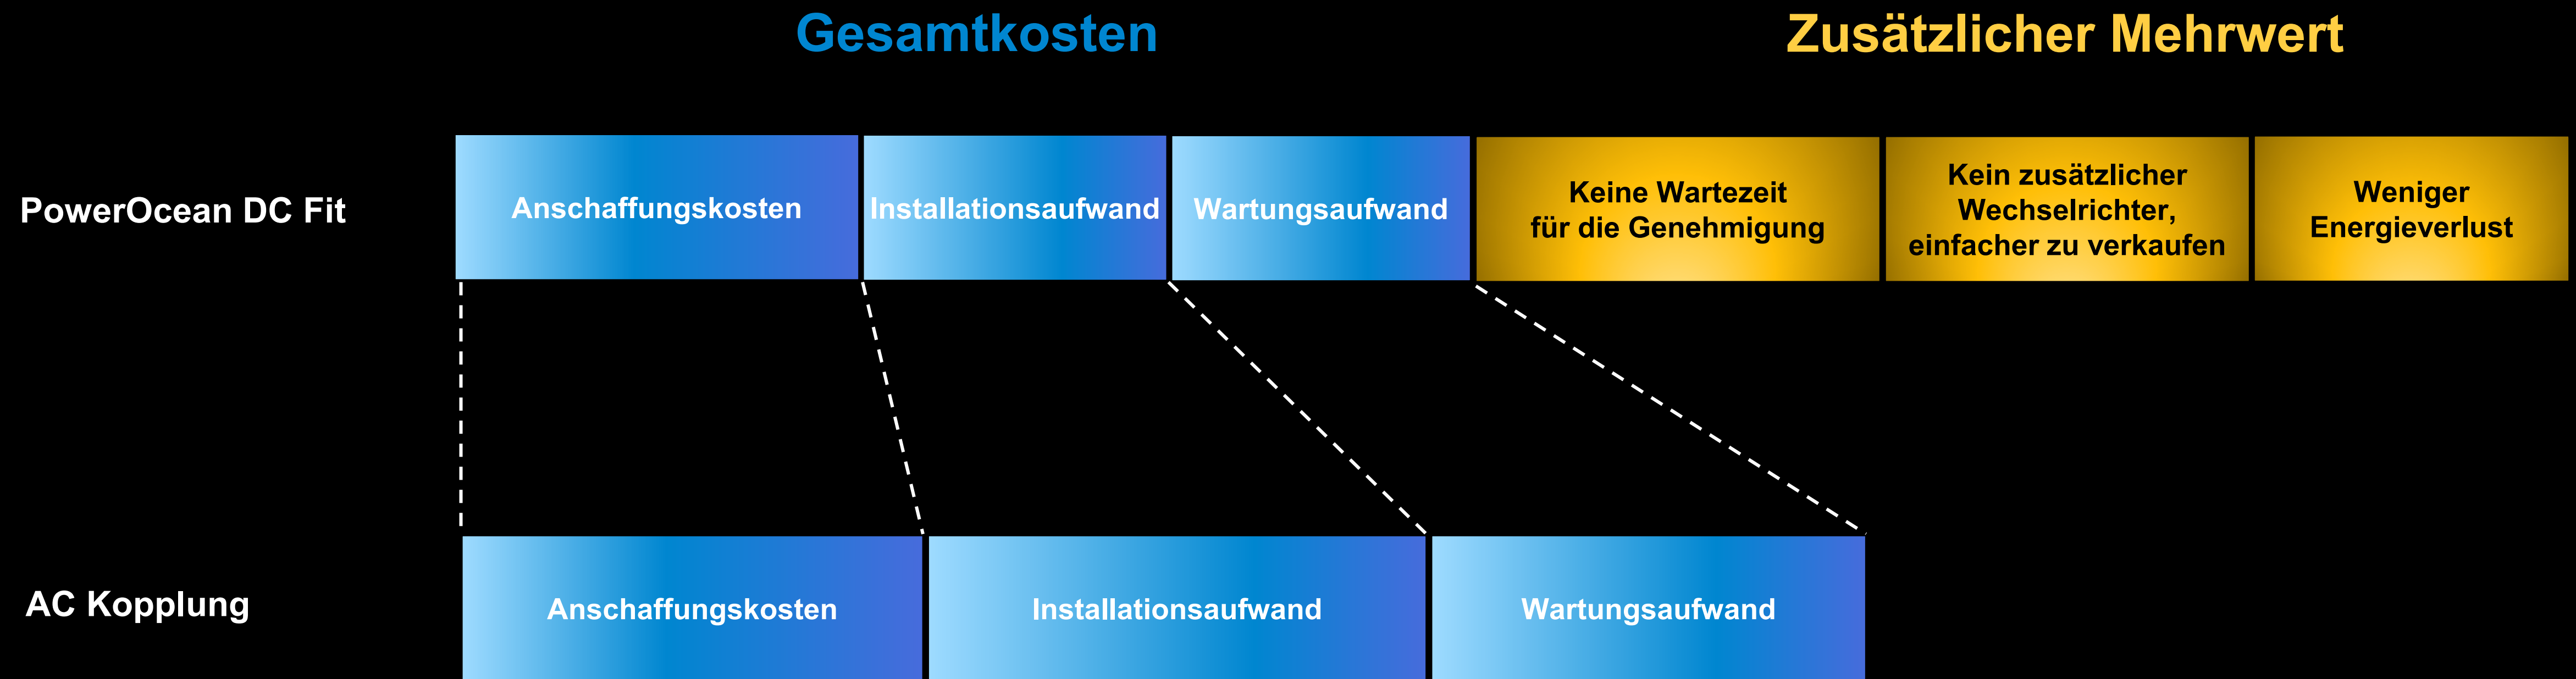 Gesamtkosten
Zusätzlicher Mehrwert
PowerOcean DC Fit
Anschaffungskosten
Installationsaufwand
Wartungsaufwand
Keine Wartezeit
für die Genehmigung
Kein zusätzlicher
Wechselrichter,
einfacher zu verkaufen
Weniger
Energieverlust
AC Kopplung
Anschaffungskosten
Installationsaufwand
Wartungsaufwand